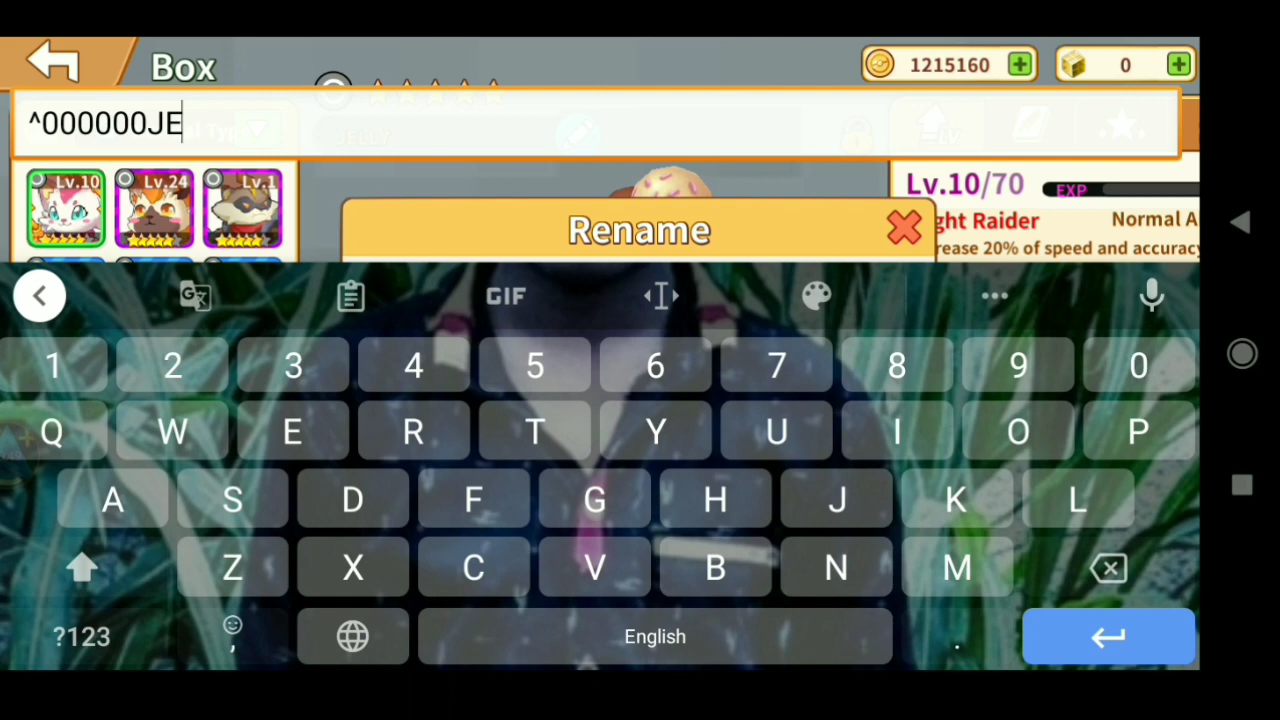 Box
1215160
0
^000000JE
JELLY
Lv.10
Lv.24
Lv.1
Lv.10/70
EXP
Rename
ght Raider
Normal A
rease 20% of speed and accuracy
GIF
1 2 3 4 5 6 7 8 9 0
Q W E R T Y U I O P
A S D F G H J K L
Z X C V B N M
?123
,
English
.